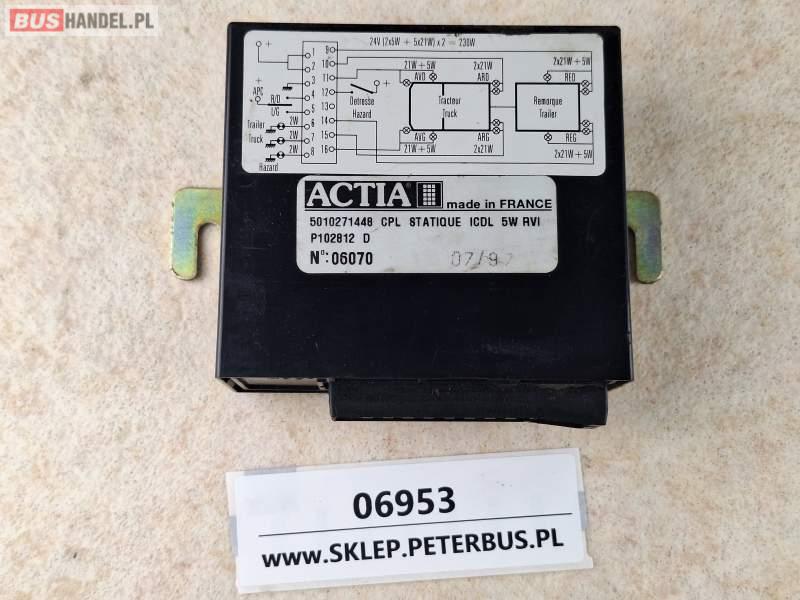 BUSHANDEL.PL
24V (2x5W + 5x21W) x 2 = 230W
+ 1 9 21W + 5W 2x21W 2x21W + 5W
2 10 AVD ARD RED
+ 3 11
APC R/D 4 12 + Tracteur Remorque
I/G 5 13 Detresse Truck Trailer
Trailer 2W 6 14 Hazard
Truck 2W 7 15 AVG ARG REG
2W 8 16 21W + 5W 2x21W 2x21W + 5W
Hazard
ACTIA made in FRANCE
5010271448 CPL STATIQUE ICDL 5W RVI
P102812 D
N°: 06070 07/97
06953
www.SKLEP.PETERBUS.PL